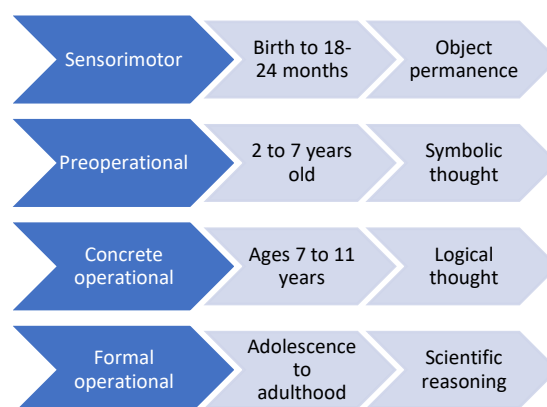 Sensorimotor
Birth to 18-
24 months
Object
permanence
Preoperational
2 to 7 years
old
Symbolic
thought
Concrete
operational
Ages 7 to 11
years
Logical
thought
Formal
operational
Adolescence
to
adulthood
Scientific
reasoning